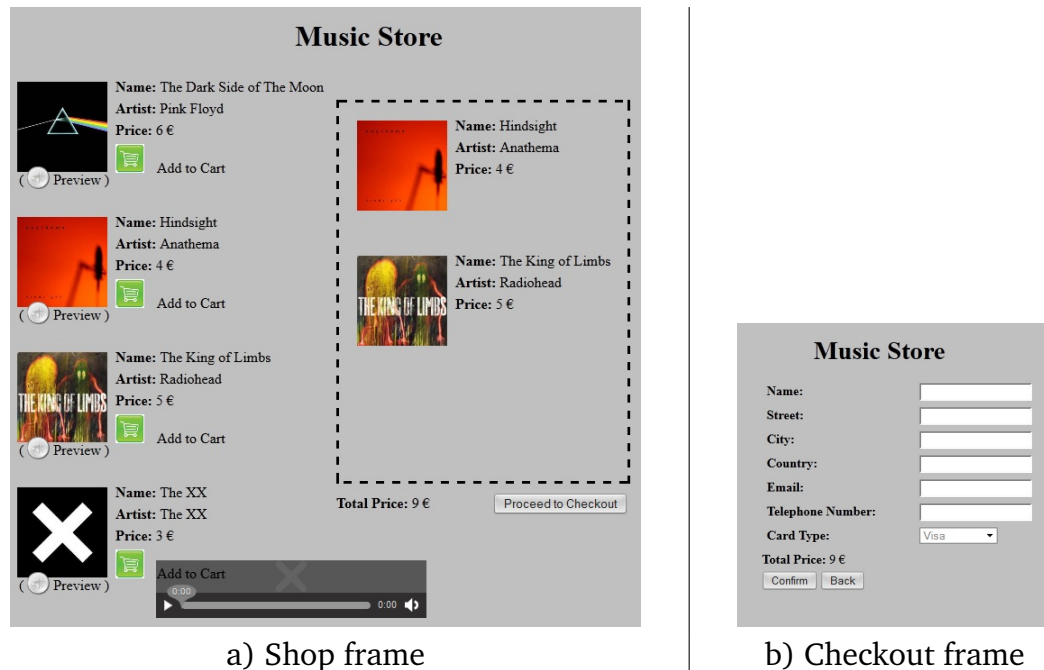 Music Store
Name: The Dark Side of The Moon
Artist: Pink Floyd
Price: 6 €
Add to Cart
( Preview )
Name: Hindsight
Artist: Anathema
Price: 4 €
Add to Cart
( Preview )
Name: The King of Limbs
Artist: Radiohead
Price: 5 €
THE KING OF LIMBS
Add to Cart
( Preview )
Name: The XX
Artist: The XX
Price: 3 €
Add to Cart
( Preview )
0:00
0:00
Name: Hindsight
Artist: Anathema
Price: 4 €
Name: The King of Limbs
Artist: Radiohead
Price: 5 €
THE KING OF LIMBS
Total Price: 9 €
Proceed to Checkout
a) Shop frame
Music Store
Name:
Street:
City:
Country:
Email:
Telephone Number:
Card Type: Visa
Total Price: 9 €
Confirm Back
b) Checkout frame